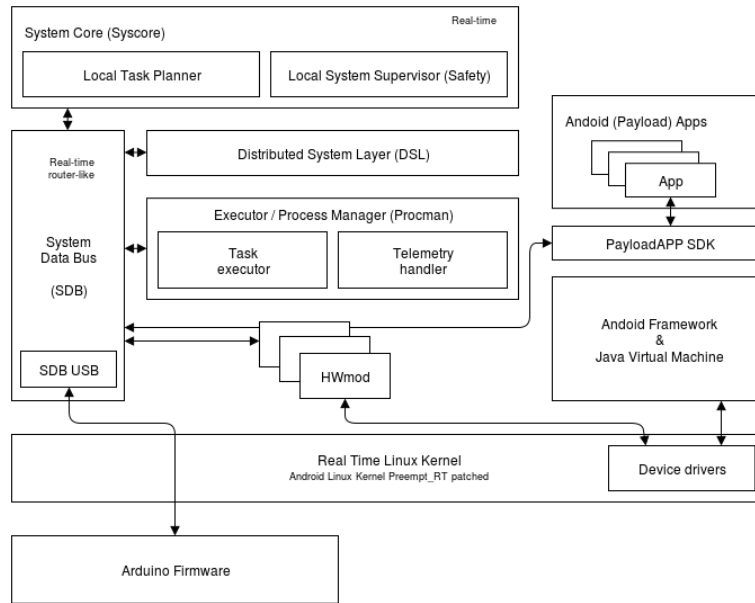 Real-time
System Core (Syscore)
Local Task Planner
Local System Supervisor (Safety)
Real-time
router-like
System
Data Bus
(SDB)
SDB USB
Distributed System Layer (DSL)
Executor / Process Manager (Procman)
Task
executor
Telemetry
handler
HWmod
Andoid (Payload) Apps
App
PayloadAPP SDK
Andoid Framework
&
Java Virtual Machine
Real Time Linux Kernel
Android Linux Kernel Preempt_RT patched
Device drivers
Arduino Firmware